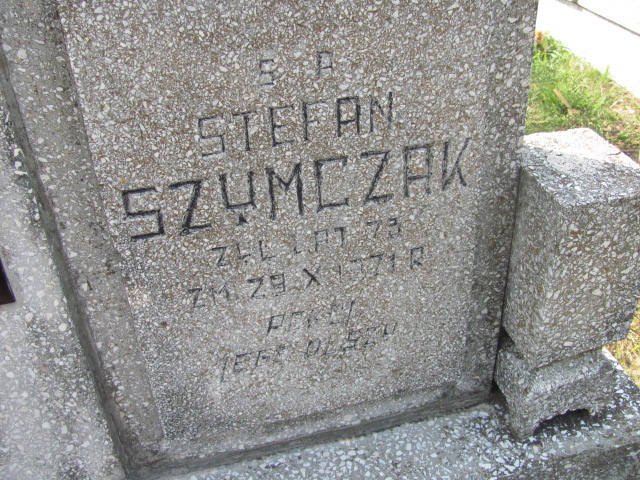 S P
STEFAN
SZYMCZAK
ŻYŁ LAT 73
ZM 29 X 1971 R